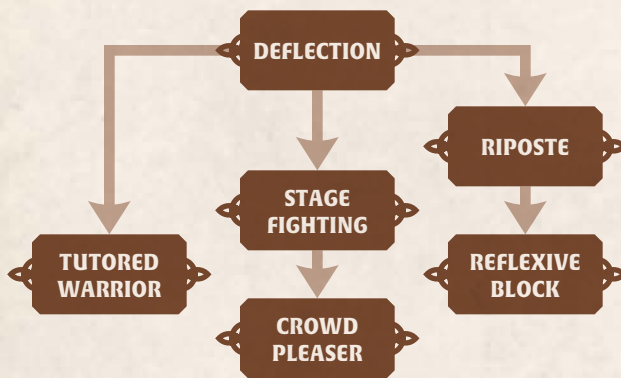 DEFLECTION
RIPOSTE
STAGE
FIGHTING
TUTORED
WARRIOR
REFLEXIVE
BLOCK
CROWD
PLEASER